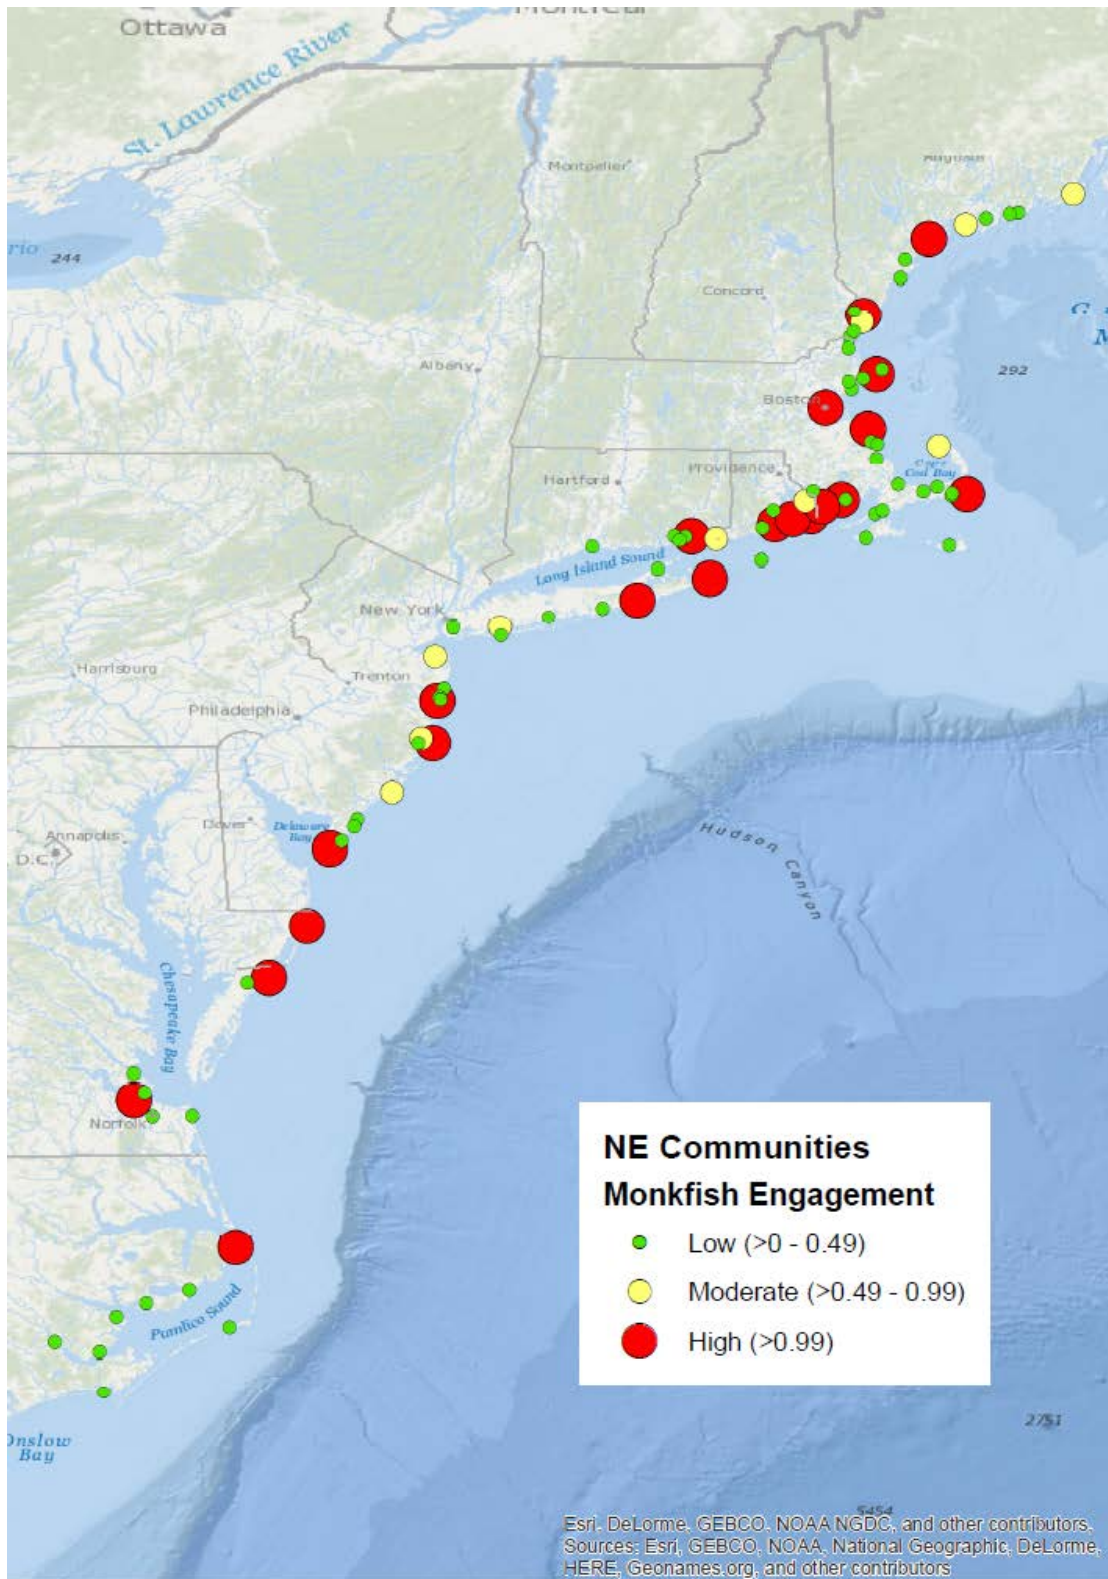 Montreal
Ottawa
St. Lawrence River
Montpelier
Augusta
rio
244
Concord
Albany
292
Boston
Cape
Cod Bay
Providence
Hartford
Long Island Sound
New York
Harrisburg
Trenton
Philadelphia
Hudson Canyon
Dover
Delaware
Bay
Annapolis
D.C.
Chesapeake Bay
Norfolk
NE Communities
Monkfish Engagement
Low (>0 - 0.49)
Moderate (>0.49 - 0.99)
High (>0.99)
Pamlico Sound
2751
Onslow
Bay
5454
Esri, DeLorme, GEBCO, NOAA NGDC, and other contributors,
Sources: Esri, GEBCO, NOAA, National Geographic, DeLorme,
HERE, Geonames.org, and other contributors